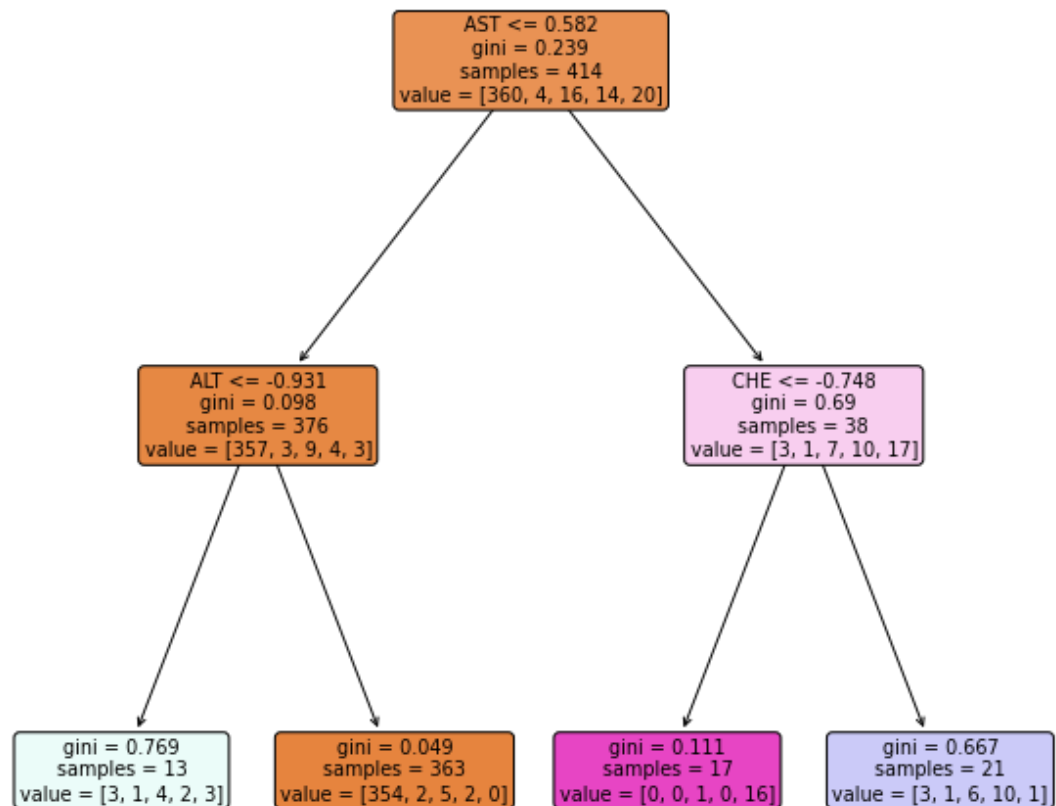 AST <= 0.582
gini = 0.239
samples = 414
value = [360, 4, 16, 14, 20]
ALT <= -0.931
gini = 0.098
samples = 376
value = [357, 3, 9, 4, 3]
CHE <= -0.748
gini = 0.69
samples = 38
value = [3, 1, 7, 10, 17]
gini = 0.769
samples = 13
value = [3, 1, 4, 2, 3]
gini = 0.049
samples = 363
value = [354, 2, 5, 2, 0]
gini = 0.111
samples = 17
value = [0, 0, 1, 0, 16]
gini = 0.667
samples = 21
value = [3, 1, 6, 10, 1]